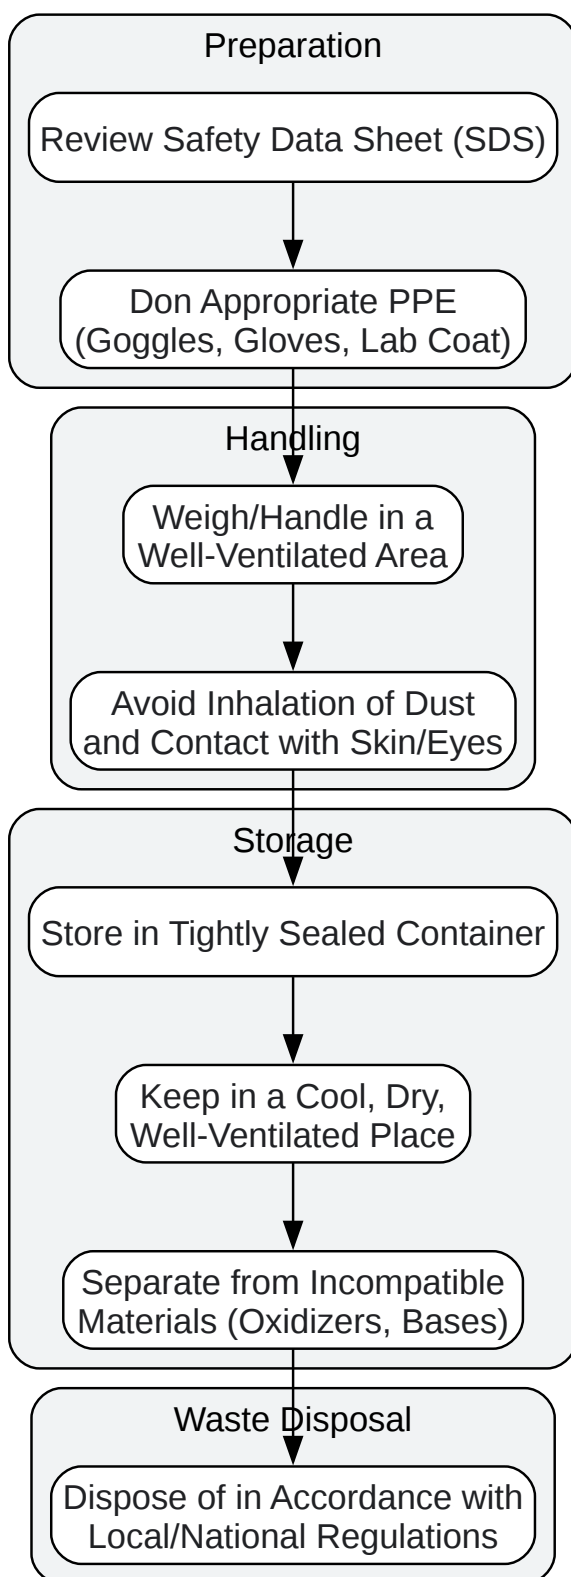 Preparation
Review Safety Data Sheet (SDS)
Don Appropriate PPE
(Goggles, Gloves, Lab Coat)
Handling
Weigh/Handle in a
Well-Ventilated Area
Avoid Inhalation of Dust
and Contact with Skin/Eyes
Storage
Store in Tightly Sealed Container
Keep in a Cool, Dry,
Well-Ventilated Place
Separate from Incompatible
Materials (Oxidizers, Bases)
Waste Disposal
Dispose of in Accordance with
Local/National Regulations